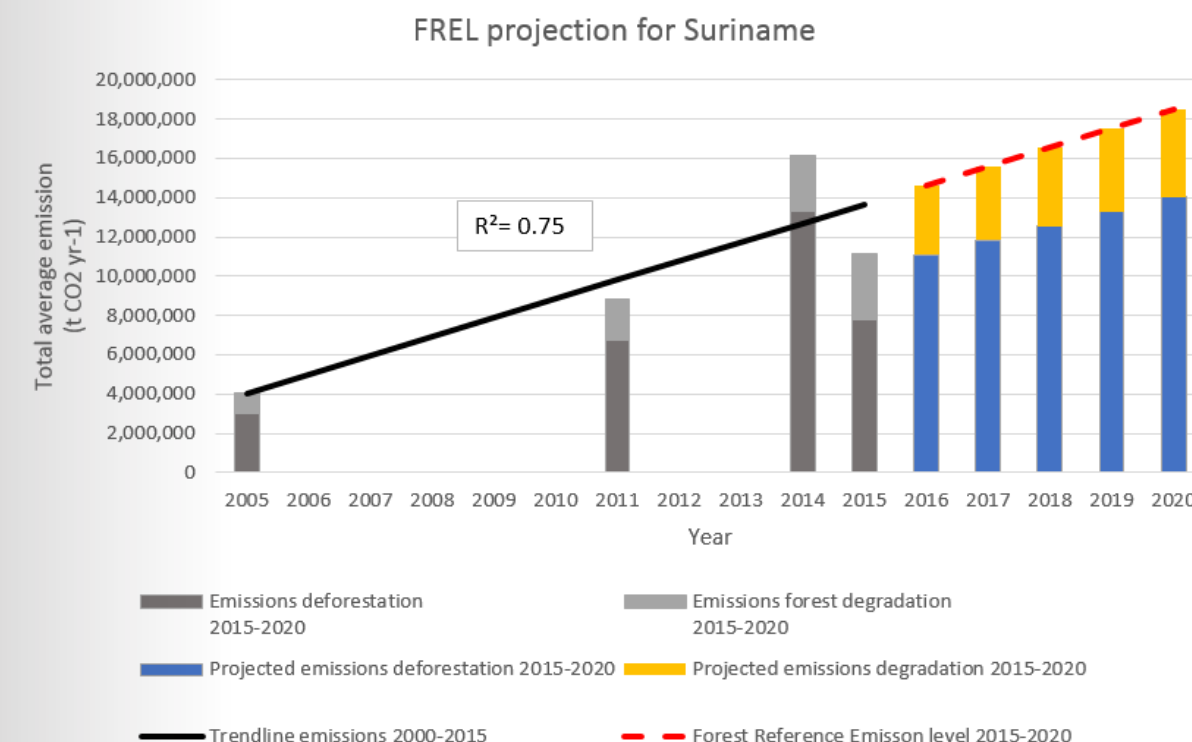 FREL projection for Suriname
20,000,000
18,000,000
16,000,000
14,000,000
12,000,000
10,000,000
8,000,000
6,000,000
4,000,000
2,000,000
0
Total average emission
(t CO2 yr-1)
R²= 0.75
2005 2006 2007 2008 2009 2010 2011 2012 2013 2014 2015 2016 2017 2018 2019 2020
Year
Emissions deforestation
2015-2020
Emissions forest degradation
2015-2020
Projected emissions deforestation 2015-2020
Projected emissions degradation 2015-2020
Trendline emissions 2000-2015
Forest Reference Emisson level 2015-2020